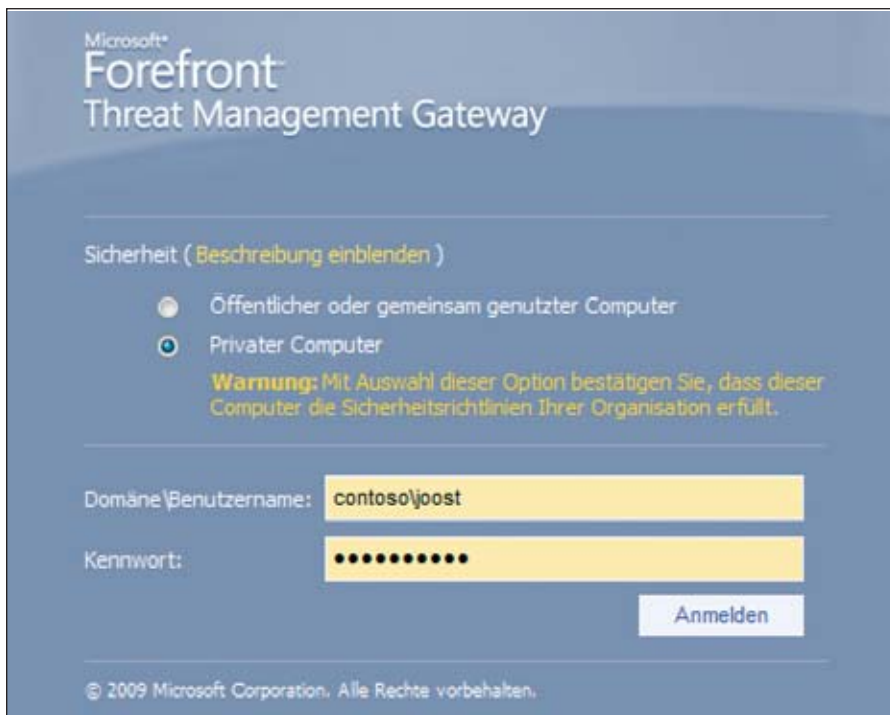 Microsoft®
Forefront™
Threat Management Gateway
Sicherheit ( Beschreibung einblenden )
Öffentlicher oder gemeinsam genutzter Computer
Privater Computer
Warnung: Mit Auswahl dieser Option bestätigen Sie, dass dieser
Computer die Sicherheitsrichtlinien Ihrer Organisation erfüllt.
Domäne\Benutzername: contoso\joost
Kennwort: ●●●●●●●●●●
Anmelden
© 2009 Microsoft Corporation. Alle Rechte vorbehalten.